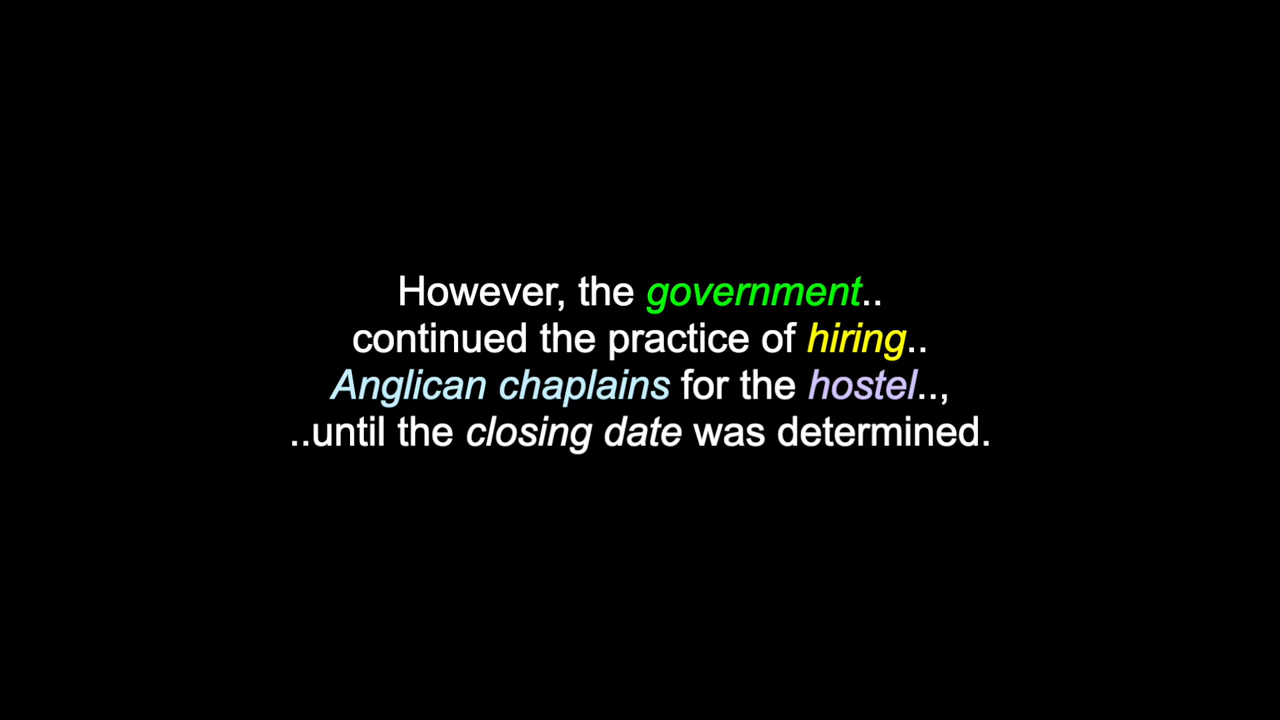 However, the government..
continued the practice of hiring..
Anglican chaplains for the hostel..,
..until the closing date was determined.